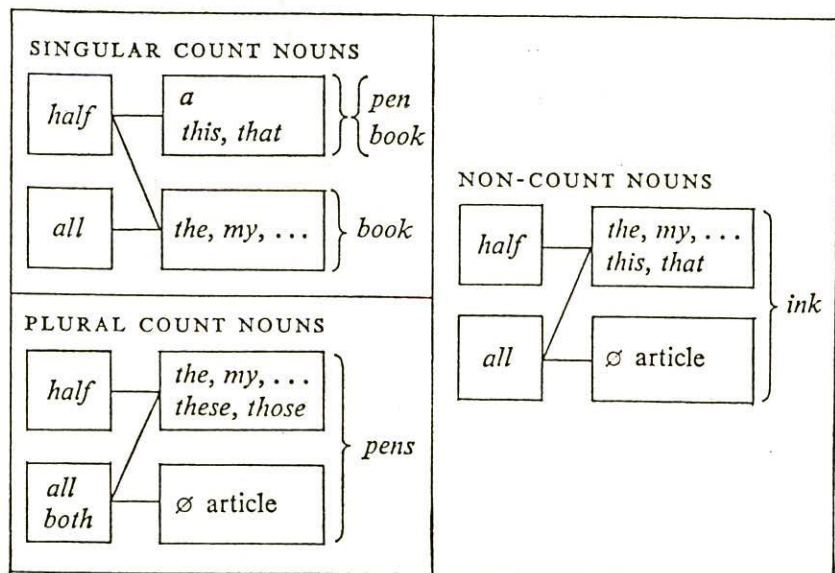 SINGULAR COUNT NOUNS
half
a
this, that
pen
book
all
the, my, ...
book
PLURAL COUNT NOUNS
half
the, my, ...
these, those
all
both
∅ article
pens
NON-COUNT NOUNS
half
the, my, ...
this, that
all
∅ article
ink